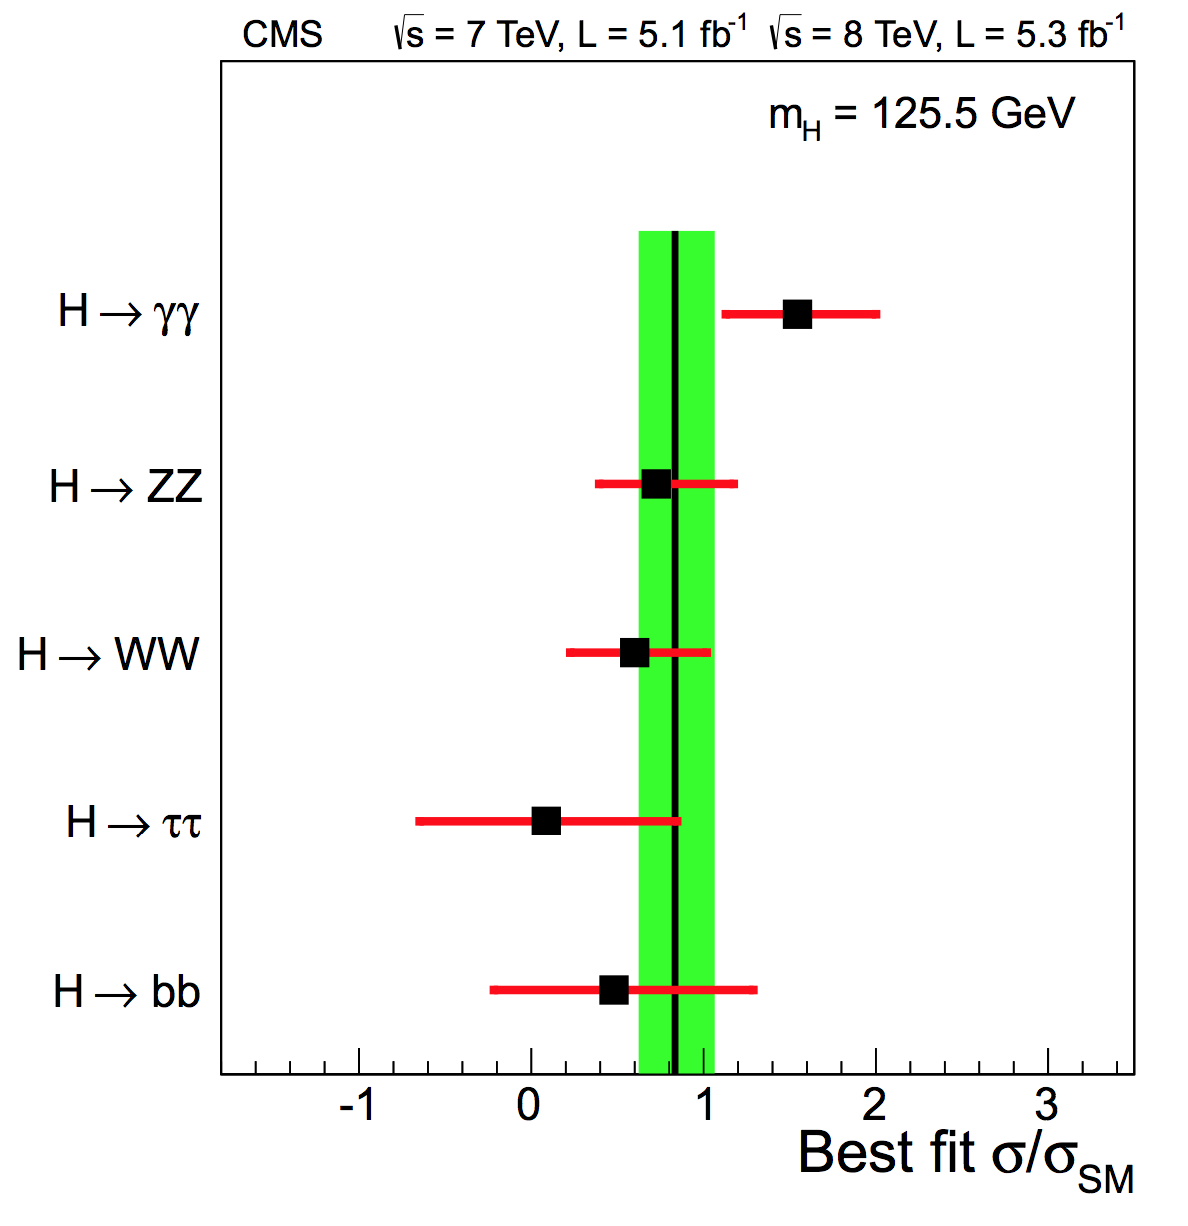 CMS √s = 7 TeV, L = 5.1 fb⁻¹ √s = 8 TeV, L = 5.3 fb⁻¹
m_H = 125.5 GeV
H → γγ
H → ZZ
H → WW
H → ττ
H → bb
-1 0 1 2 3
Best fit σ/σ_SM